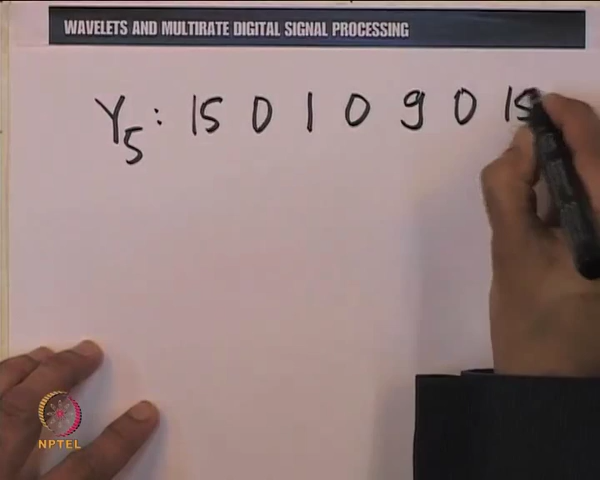 WAVELETS AND MULTIRATE DIGITAL SIGNAL PROCESSING
Y5: 15 0 1 0 9 0 15
NPTEL